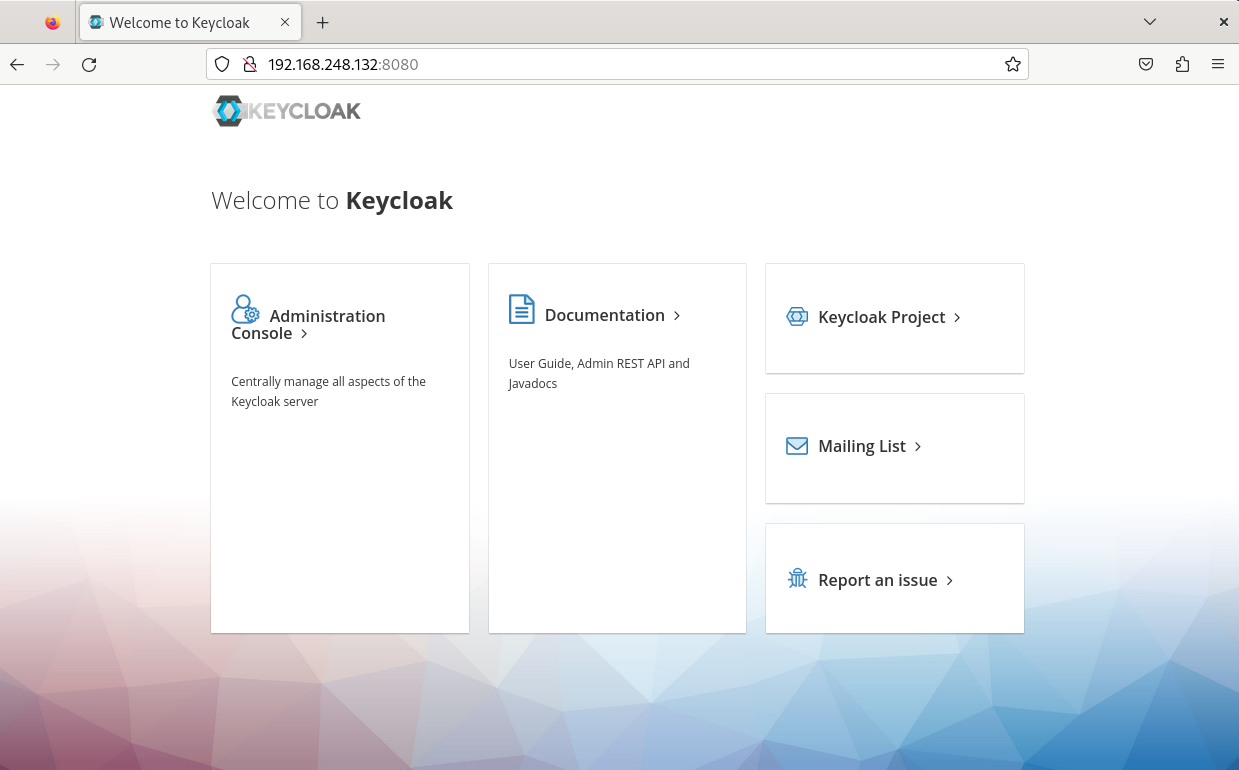 Welcome to Keycloak
192.168.248.132:8080
KEYCLOAK
Welcome to Keycloak
Administration
Console
Centrally manage all aspects of the
Keycloak server
Documentation
User Guide, Admin REST API and
Javadocs
Keycloak Project
Mailing List
Report an issue